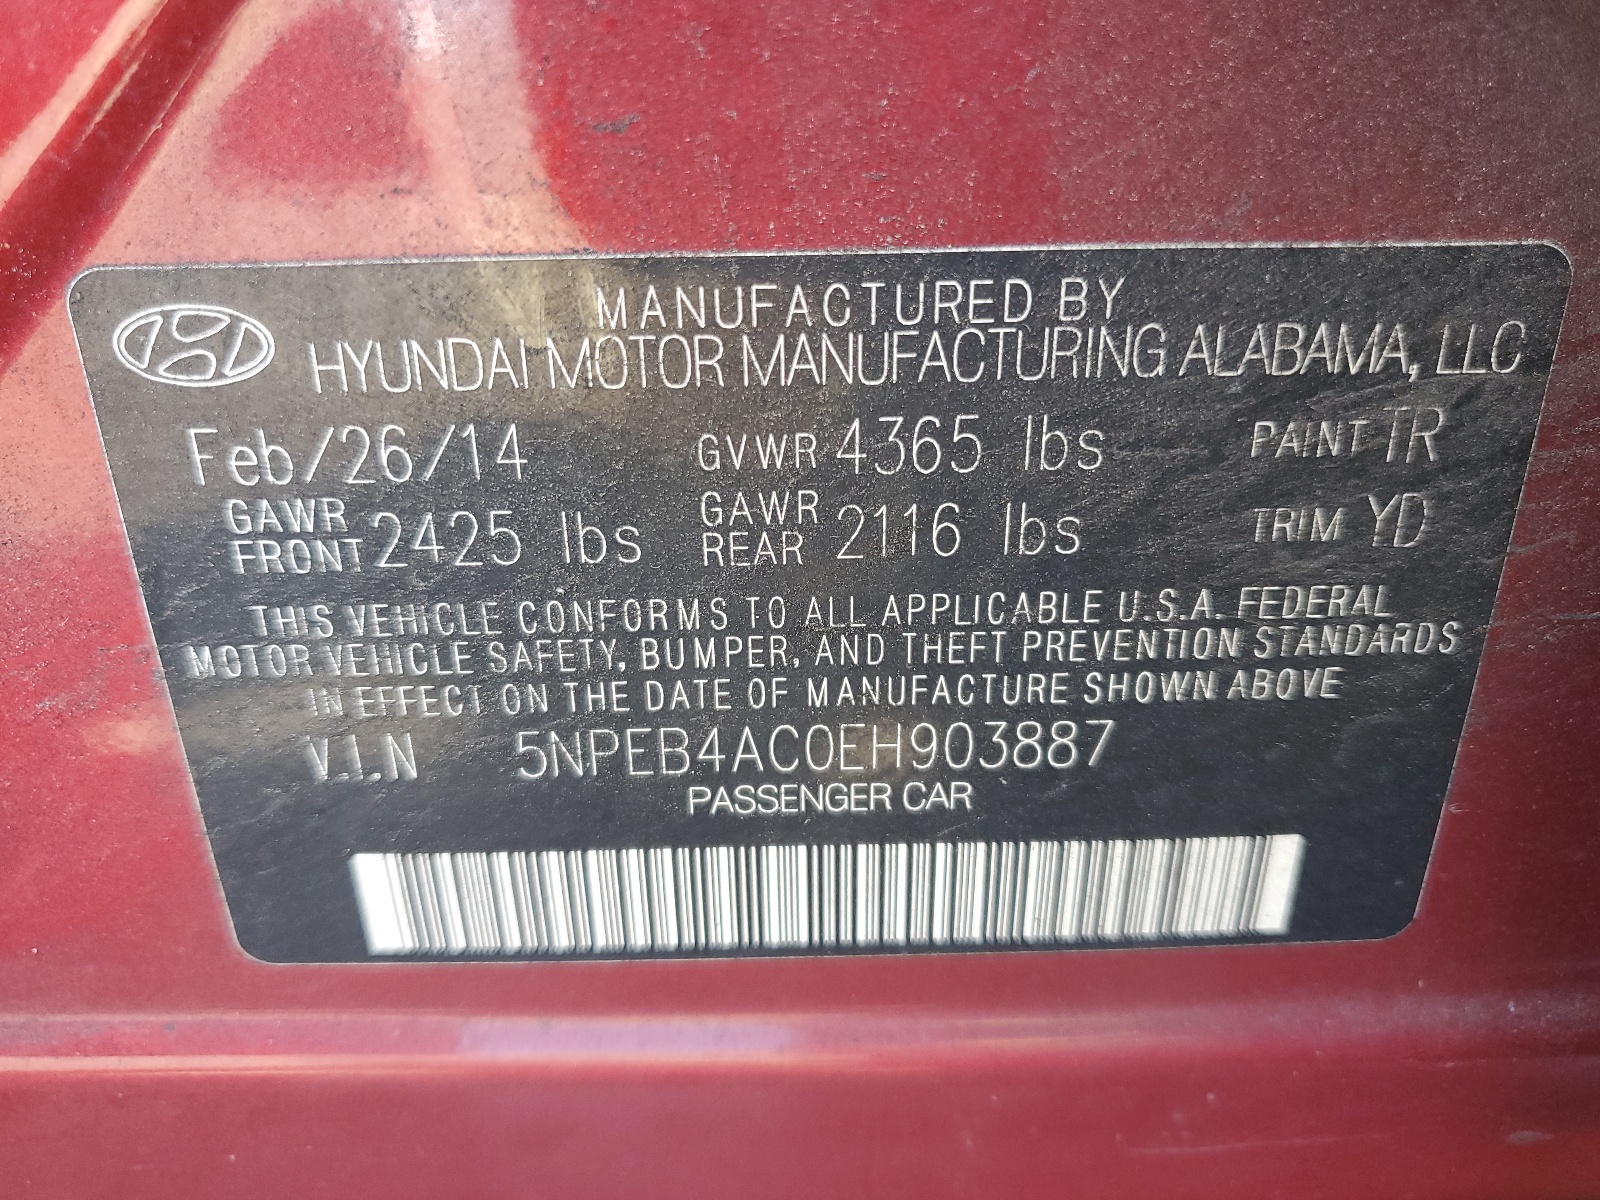 MANUFACTURED BY
HYUNDAI MOTOR MANUFACTURING ALABAMA, LLC
Feb/26/14 GVWR 4365 lbs PAINT TR
GAWR FRONT 2425 lbs GAWR REAR 2116 lbs TRIM YD
THIS VEHICLE CONFORMS TO ALL APPLICABLE U.S.A. FEDERAL
MOTOR VEHICLE SAFETY, BUMPER, AND THEFT PREVENTION STANDARDS
IN EFFECT ON THE DATE OF MANUFACTURE SHOWN ABOVE
V.I.N 5NPEB4AC0EH903887
PASSENGER CAR